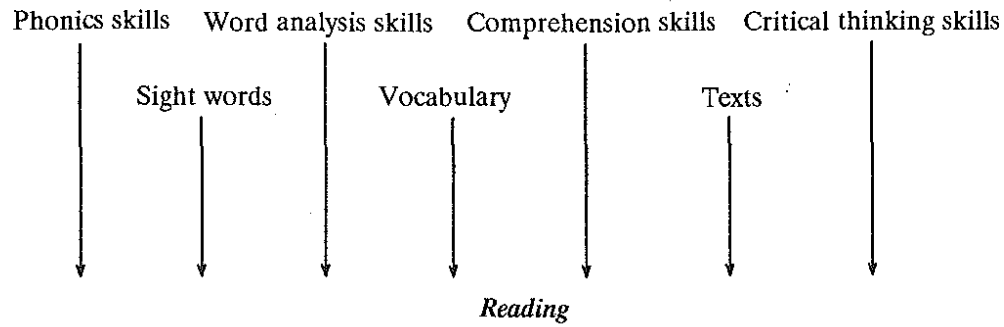 Phonics skills Word analysis skills Comprehension skills Critical thinking skills
Sight words Vocabulary Texts
Reading